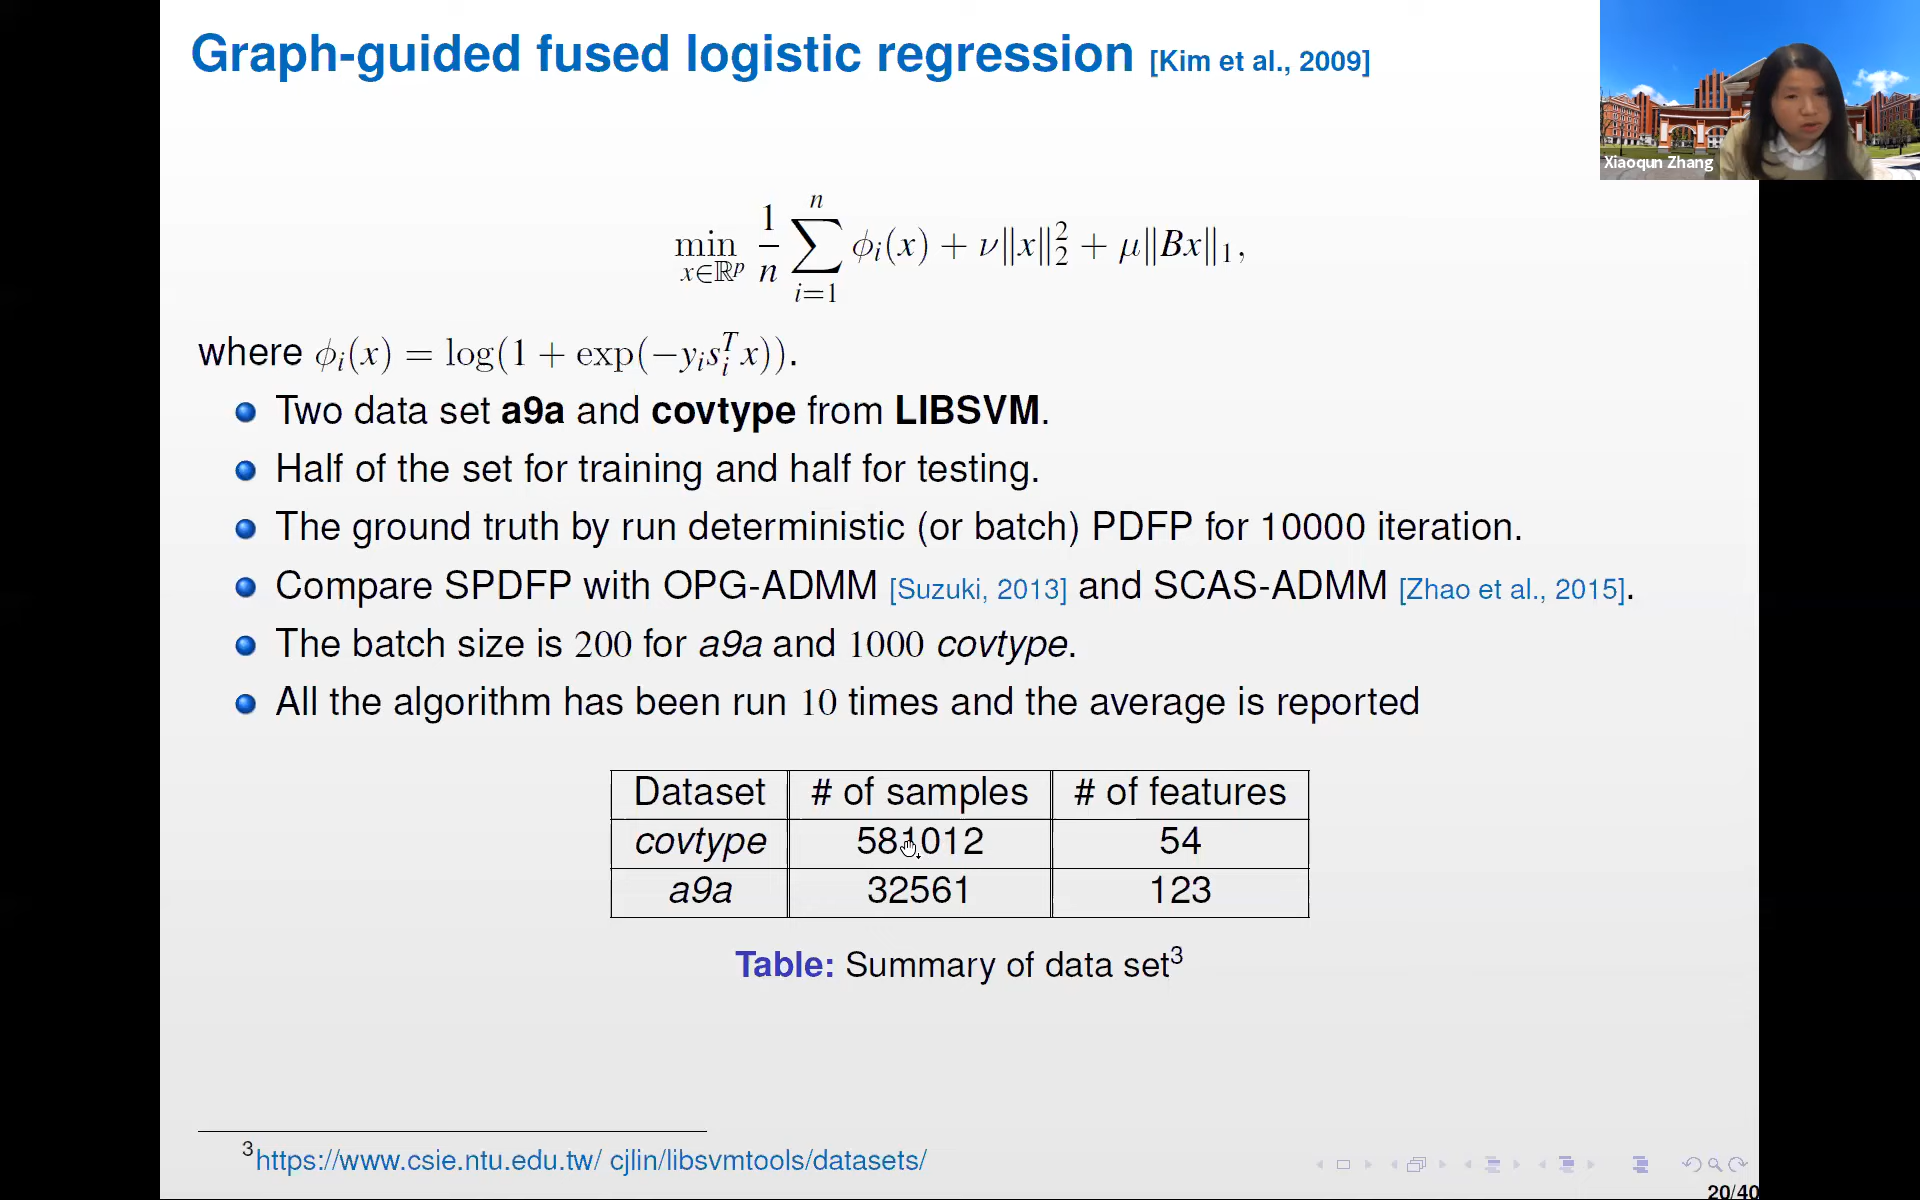 Graph-guided fused logistic regression [Kim et al., 2009]
Xiaoqun Zhang
min_{x∈ℝ^p} 1/n ∑_{i=1}^{n} ϕ_i(x) + ν‖x‖_2^2 + μ‖Bx‖_1,
where ϕ_i(x) = log(1 + exp(−y_i s_i^T x)).
Two data set a9a and covtype from LIBSVM.
Half of the set for training and half for testing.
The ground truth by run deterministic (or batch) PDFP for 10000 iteration.
Compare SPDFP with OPG-ADMM [Suzuki, 2013] and SCAS-ADMM [Zhao et al., 2015].
The batch size is 200 for a9a and 1000 covtype.
All the algorithm has been run 10 times and the average is reported
Dataset # of samples # of features
covtype 581012 54
a9a 32561 123
Table: Summary of data set³
³https://www.csie.ntu.edu.tw/ cjlin/libsvmtools/datasets/
20/40